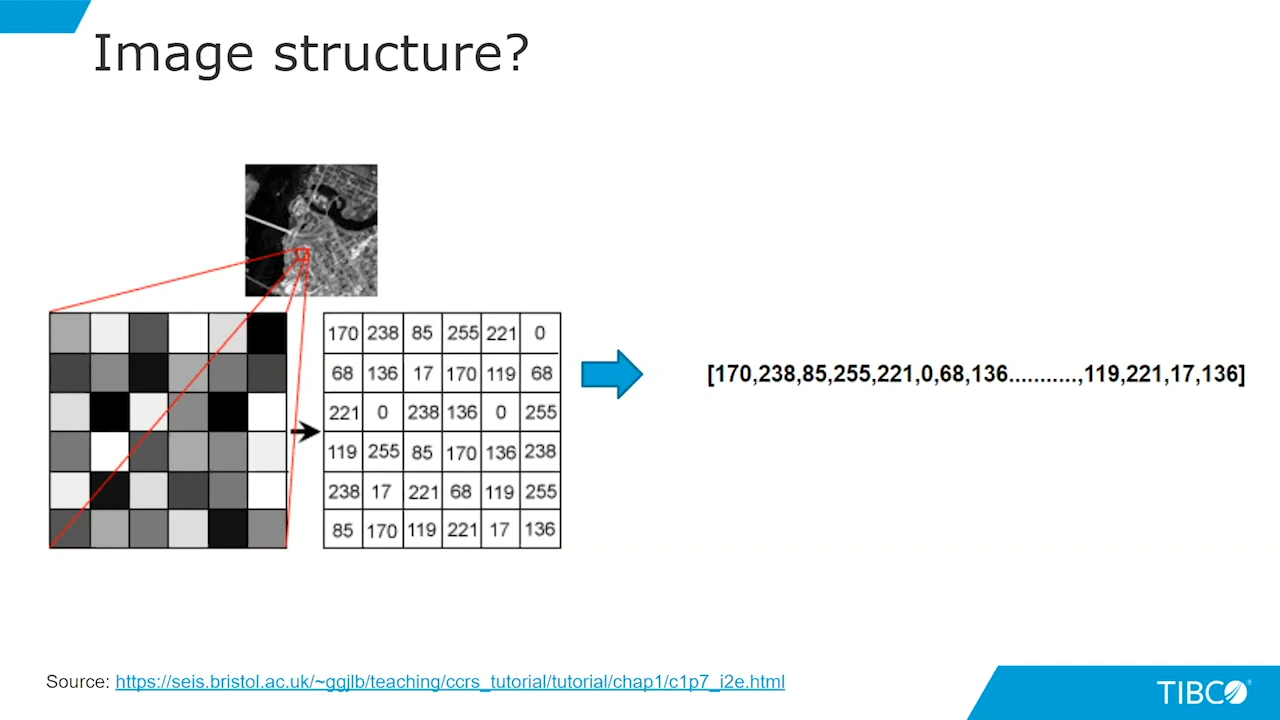 Image structure?
170 238 85 255 221 0
68 136 17 170 119 68
221 0 238 136 0 255
119 255 85 170 136 238
238 17 221 68 119 255
85 170 119 221 17 136
[170,238,85,255,221,0,68,136...........,119,221,17,136]
Source: https://seis.bristol.ac.uk/~ggjlb/teaching/ccrs_tutorial/tutorial/chap1/c1p7_i2e.html
TIBCO®